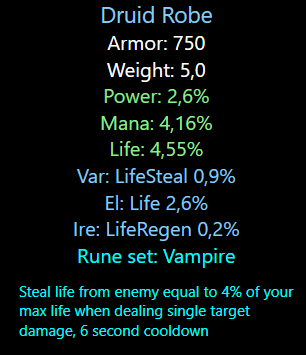 Druid Robe
Armor: 750
Weight: 5,0
Power: 2,6%
Mana: 4,16%
Life: 4,55%
Var: LifeSteal 0,9%
El: Life 2,6%
Ire: LifeRegen 0,2%
Rune set: Vampire
Steal life from enemy equal to 4% of your
max life when dealing single target
damage, 6 second cooldown